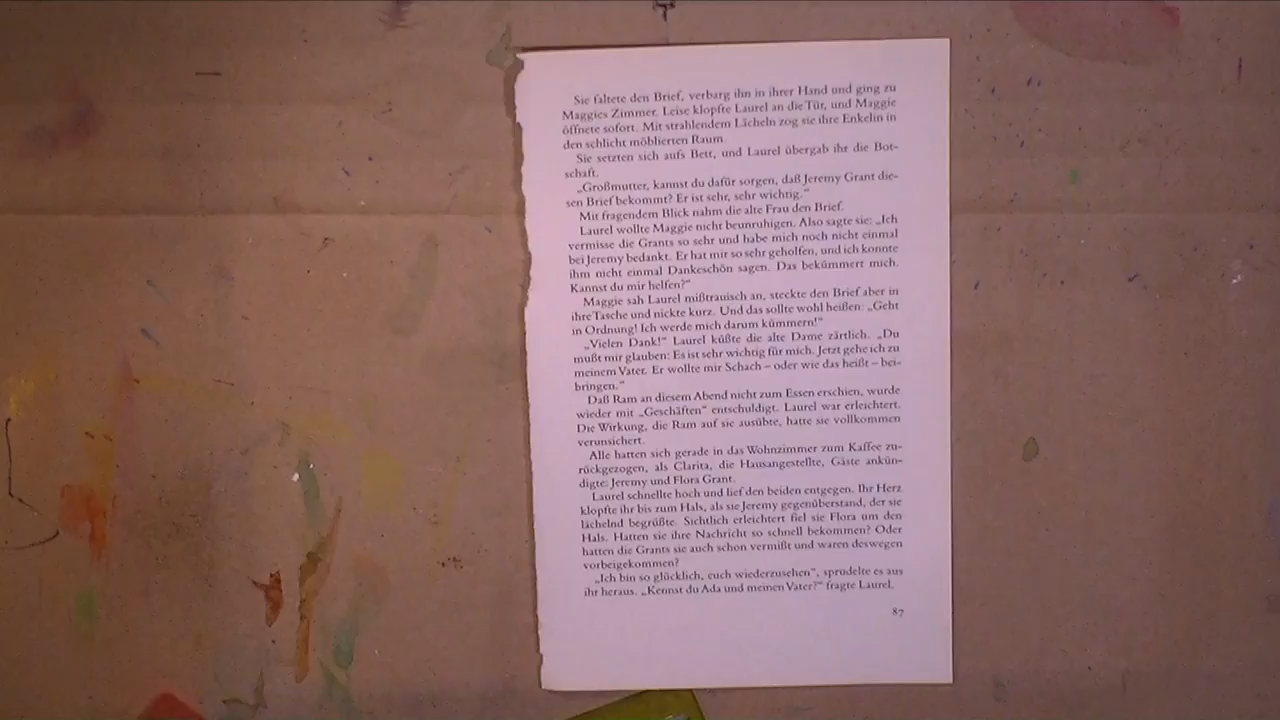 Sie faltete den Brief, verbarg ihn in ihrer Hand und ging zu
Maggies Zimmer. Leise klopfte Laurel an die Tür, und Maggie
öffnete sofort. Mit strahlendem Lächeln zog sie ihre Enkelin in
den schlicht möblierten Raum
Sie setzten sich aufs Bett, und Laurel übergab ihr die Bot-
schaft.
„Großmutter, kannst du dafür sorgen, daß Jeremy Grant die-
sen Brief bekommt? Er ist sehr, sehr wichtig.“
Mit fragendem Blick nahm die alte Frau den Brief.
Laurel wollte Maggie nicht beunruhigen. Also sagte sie: „Ich
vermisse die Grants so sehr und habe mich noch nicht einmal
bei Jeremy bedankt. Er hat mir so sehr geholfen, und ich konnte
ihm nicht einmal Dankeschön sagen. Das bekümmert mich.
Kannst du mir helfen?“
Maggie sah Laurel mißtrauisch an, steckte den Brief aber in
ihre Tasche und nickte kurz. Und das sollte wohl heißen: „Geht
in Ordnung! Ich werde mich darum kümmern!“
„Vielen Dank!“ Laurel küßte die alte Dame zärtlich. „Du
mußt mir glauben: Es ist sehr wichtig für mich. Jetzt gehe ich zu
meinem Vater. Er wollte mir Schach – oder wie das heißt – bei-
bringen.“
Daß Ram an diesem Abend nicht zum Essen erschien, wurde
wieder mit „Geschäften“ entschuldigt. Laurel war erleichtert.
Die Wirkung, die Ram auf sie ausübte, hatte sie vollkommen
verunsichert.
Alle hatten sich gerade in das Wohnzimmer zum Kaffee zu-
rückgezogen, als Clarita, die Hausangestellte, Gäste ankün-
digte: Jeremy und Flora Grant.
Laurel schnellte hoch und lief den beiden entgegen. Ihr Herz
klopfte ihr bis zum Hals, als sie Jeremy gegenüberstand, der sie
lächelnd begrüßte. Sichtlich erleichtert fiel sie Flora um den
Hals. Hatten sie ihre Nachricht so schnell bekommen? Oder
hatten die Grants sie auch schon vermißt und waren deswegen
vorbeigekommen?
„Ich bin so glücklich, euch wiederzusehen“, sprudelte es aus
ihr heraus. „Kennst du Ada und meinen Vater?“ fragte Laurel.
87